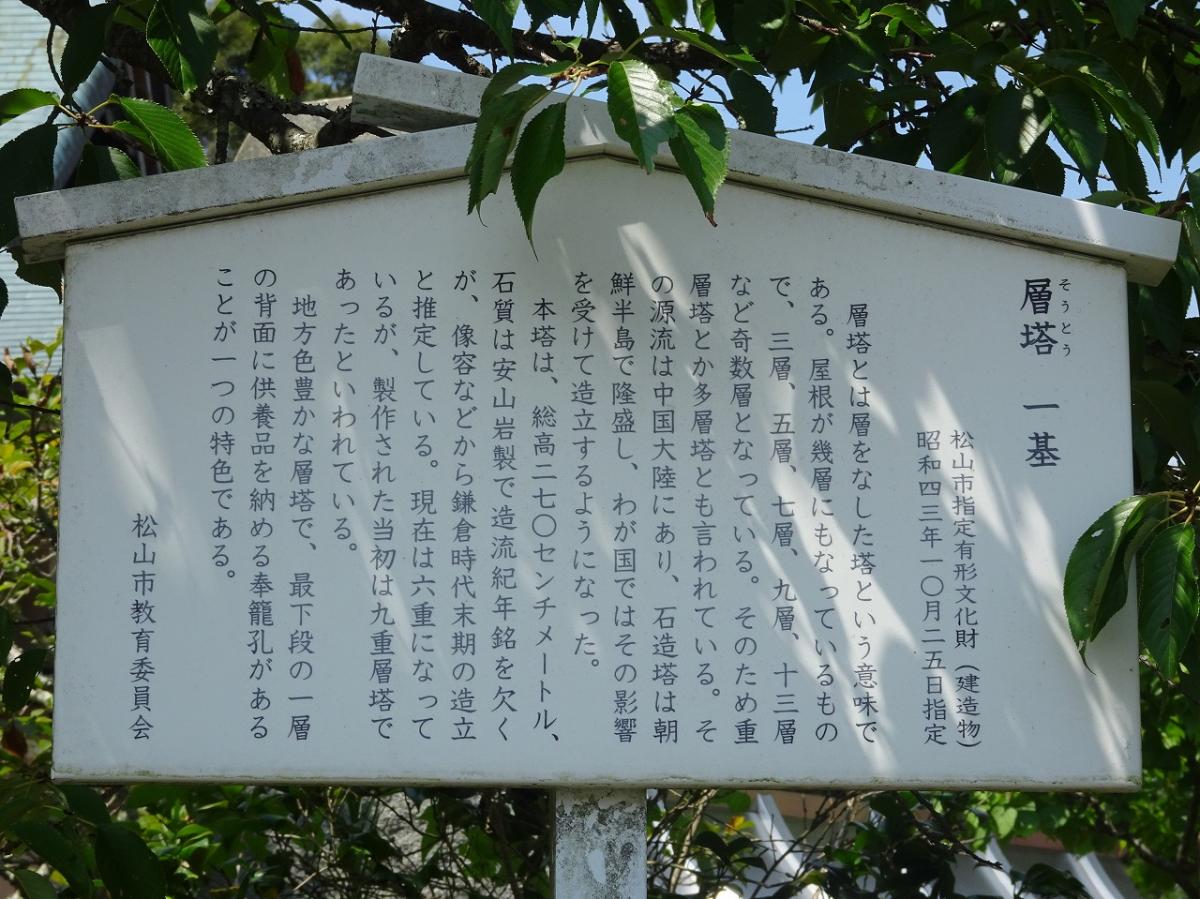 層塔 一基
そうとう
松山市指定有形文化財（建造物）
昭和四三年一〇月二五日指定
層塔とは層をなした塔という意味で
ある。屋根が幾層にもなっているもの
で、三層、五層、七層、九層、十三層
など奇数層となっている。そのため重
層塔とか多層塔とも言われている。そ
の源流は中国大陸にあり、石造塔は朝
鮮半島で隆盛し、わが国ではその影響
を受けて造立するようになった。
本塔は、総高二七〇センチメートル、
石質は安山岩製で造流紀年銘を欠く
が、像容などから鎌倉時代末期の造立
と推定している。現在は六重になって
いるが、製作された当初は九重層塔で
あったといわれている。
地方色豊かな層塔で、最下段の一層
の背面に供養品を納める奉籠孔がある
ことが一つの特色である。
松山市教育委員会